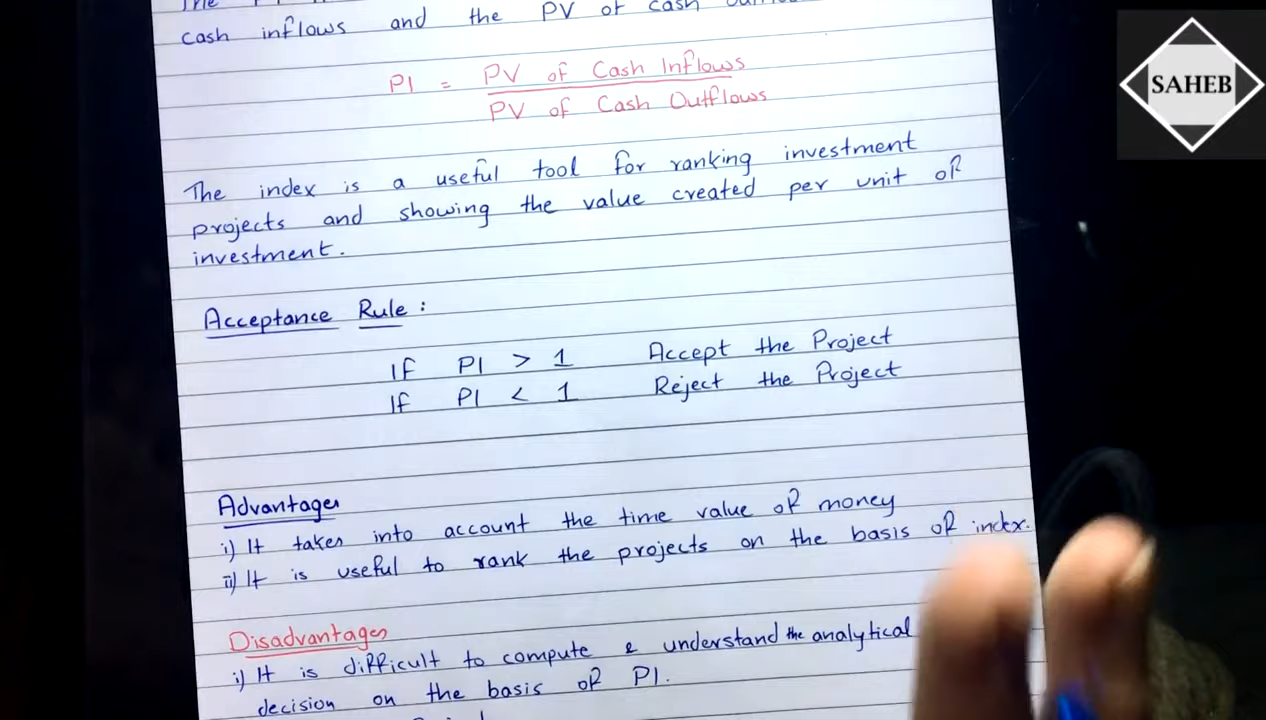 The
cash inflows and the PV of cash
PI = PV of Cash Inflows
PV of Cash Outflows
The index is a useful tool for ranking investment
projects and showing the value created per unit of
investment.
Acceptance Rule :
If PI > 1 Accept the Project
If PI < 1 Reject the Project
Advantages
i) It takes into account the time value of money
ii) It is useful to rank the projects on the basis of index.
Disadvantages
i) It is difficult to compute & understand the analytical
decision on the basis of PI.
SAHEB